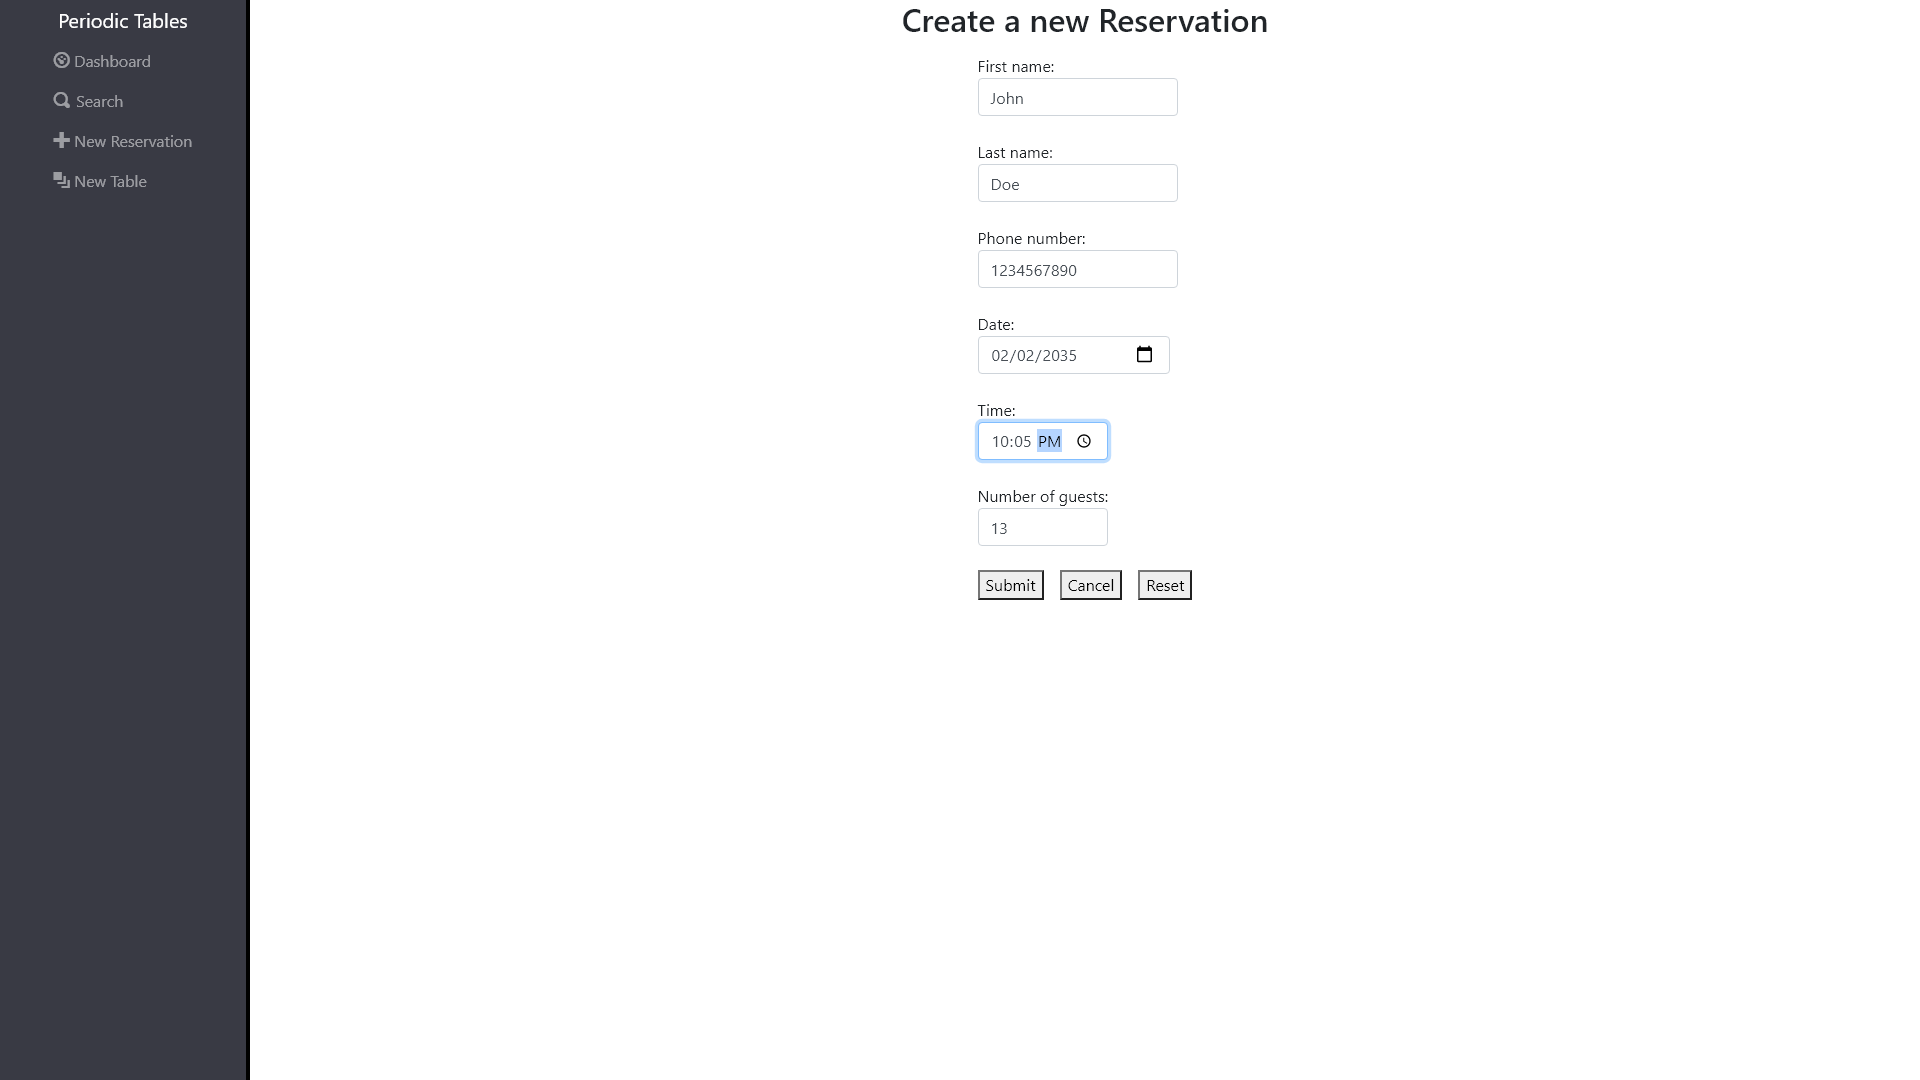 Periodic Tables
Dashboard
Search
New Reservation
New Table
Create a new Reservation
First name:
John
Last name:
Doe
Phone number:
1234567890
Date:
02/02/2035
Time:
10:05 PM
Number of guests:
13
Submit Cancel Reset